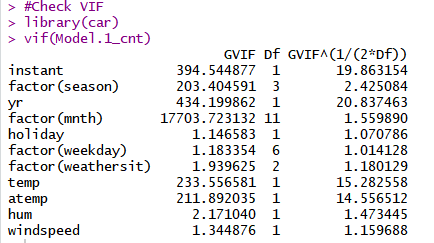 > #Check VIF
> library(car)
> vif(Model.1_cnt)
GVIF Df GVIF^(1/(2*Df))
instant 394.544877 1 19.863154
factor(season) 203.404591 3 2.425084
yr 434.199862 1 20.837463
factor(mnth) 17703.723132 11 1.559890
holiday 1.146583 1 1.070786
factor(weekday) 1.183354 6 1.014128
factor(weathersit) 1.939625 2 1.180129
temp 233.556581 1 15.282558
atemp 211.892035 1 14.556512
hum 2.171040 1 1.473445
windspeed 1.344876 1 1.159688